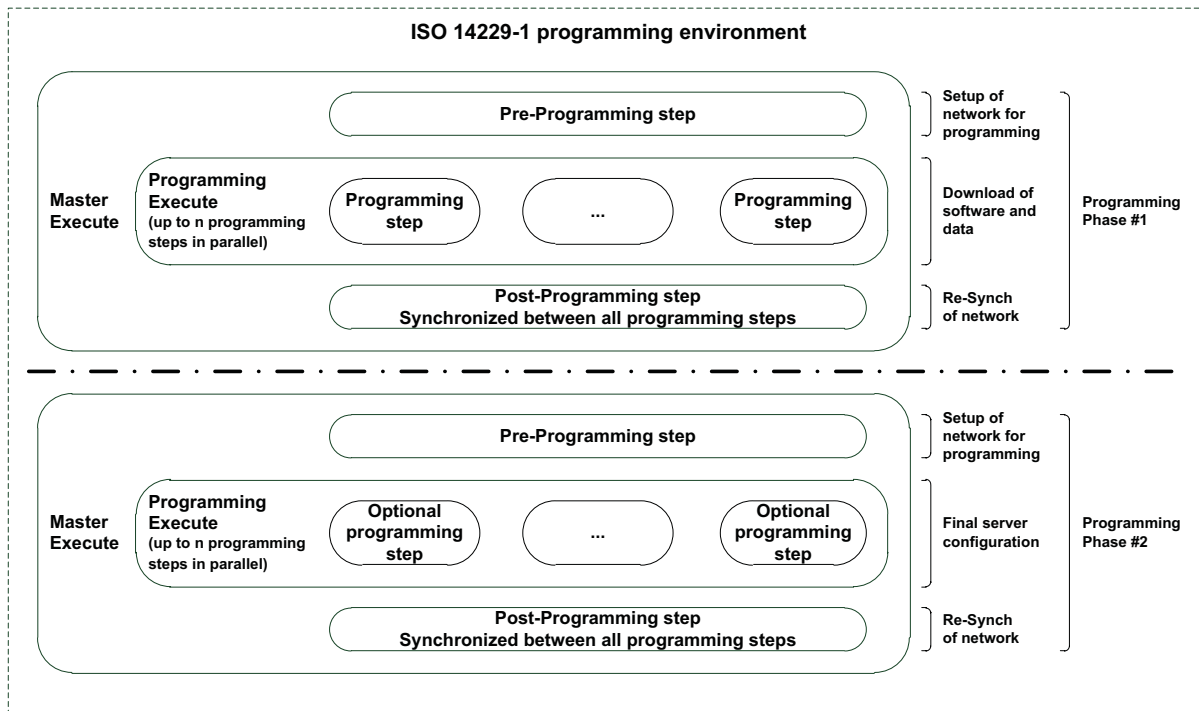 ISO 14229-1 programming environment
Pre-Programming step
Setup of
network for
programming
Master
Execute
Programming
Execute
(up to n programming
steps in parallel)
Programming
step
...
Programming
step
Download of
software and
data
Programming
Phase #1
Post-Programming step
Synchronized between all programming steps
Re-Synch
of network
Pre-Programming step
Setup of
network for
programming
Master
Execute
Programming
Execute
(up to n programming
steps in parallel)
Optional
programming
step
...
Optional
programming
step
Final server
configuration
Programming
Phase #2
Post-Programming step
Synchronized between all programming steps
Re-Synch
of network